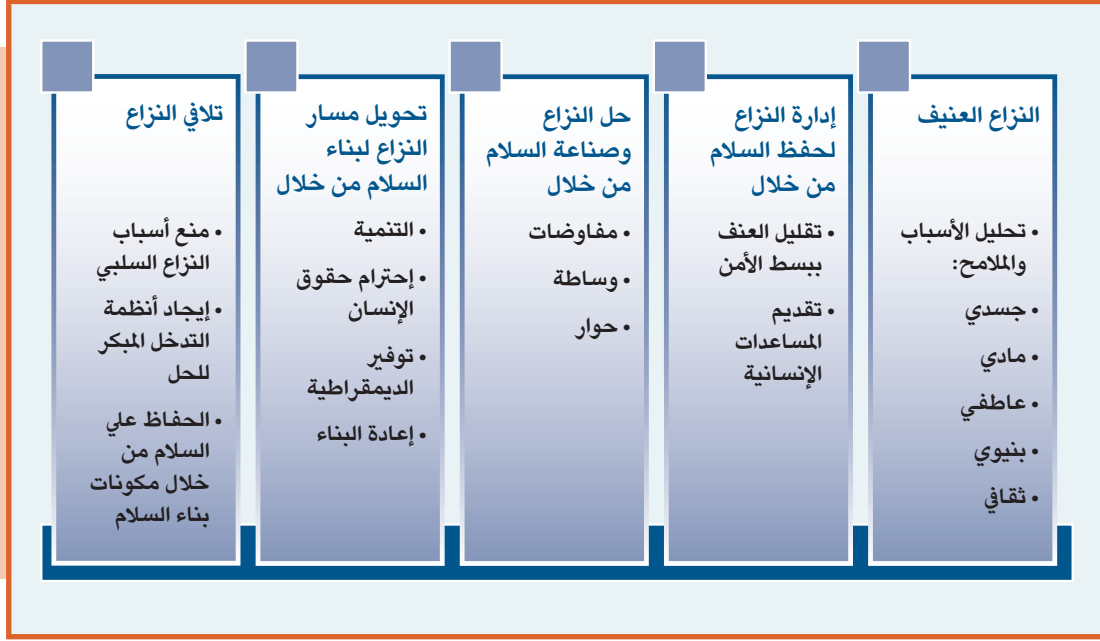 النزاع العنيف
• تحليل الأسباب
والملامح:
• جسدي
• مادي
• عاطفي
• بنيوي
• ثقافي
إدارة النزاع
لحفظ السلام
من خلال
• تقليل العنف
ببسط الأمن
• تقديم
المساعدات
الإنسانية
حل النزاع
وصناعة السلام
من خلال
• مفاوضات
• وساطة
• حوار
تحويل مسار
النزاع لبناء
السلام من خلال
• التنمية
• إحترام حقوق
الإنسان
• توفير
الديمقراطية
• إعادة البناء
تلافي النزاع
• منع أسباب
النزاع السلبي
• إيجاد أنظمة
التدخل المبكر
للحل
• الحفاظ علي
السلام من
خلال مكونات
بناء السلام